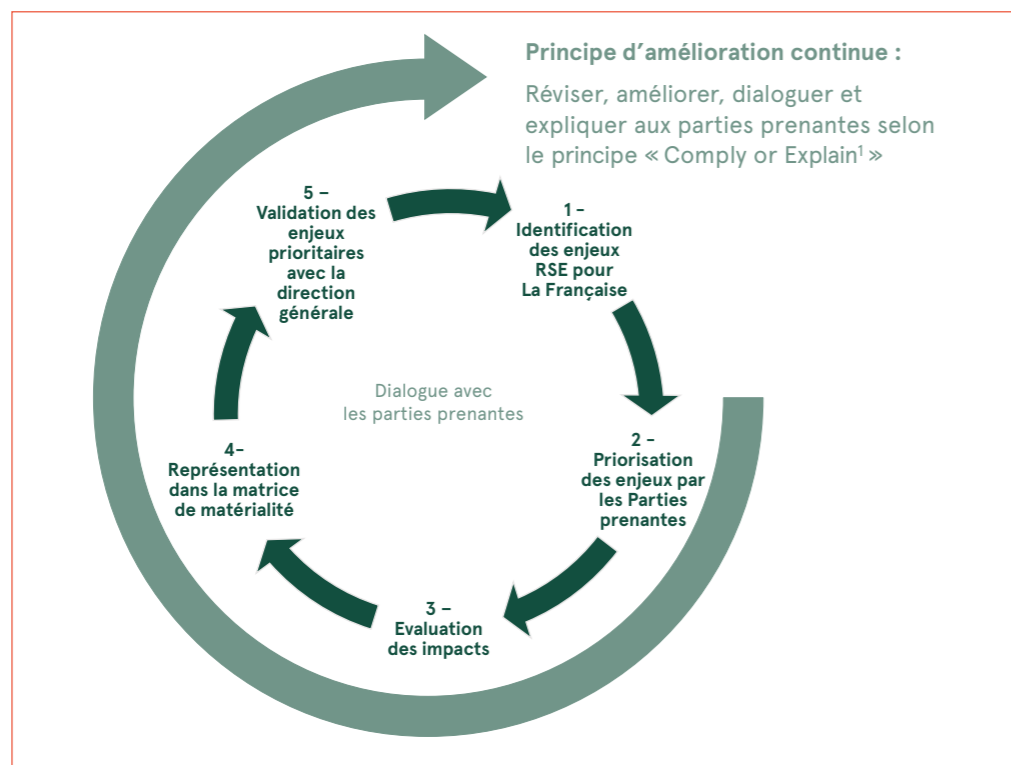 Principe d’amélioration continue :
Réviser, améliorer, dialoguer et
expliquer aux parties prenantes selon
le principe « Comply or Explain¹ »
1 –
Identification
des enjeux
RSE pour
La Française
2 –
Priorisation
des enjeux par
les Parties
prenantes
3 –
Evaluation
des impacts
4–
Représentation
dans la matrice
de matérialité
5 –
Validation des
enjeux
prioritaires
avec la
direction
générale
Dialogue avec
les parties prenantes